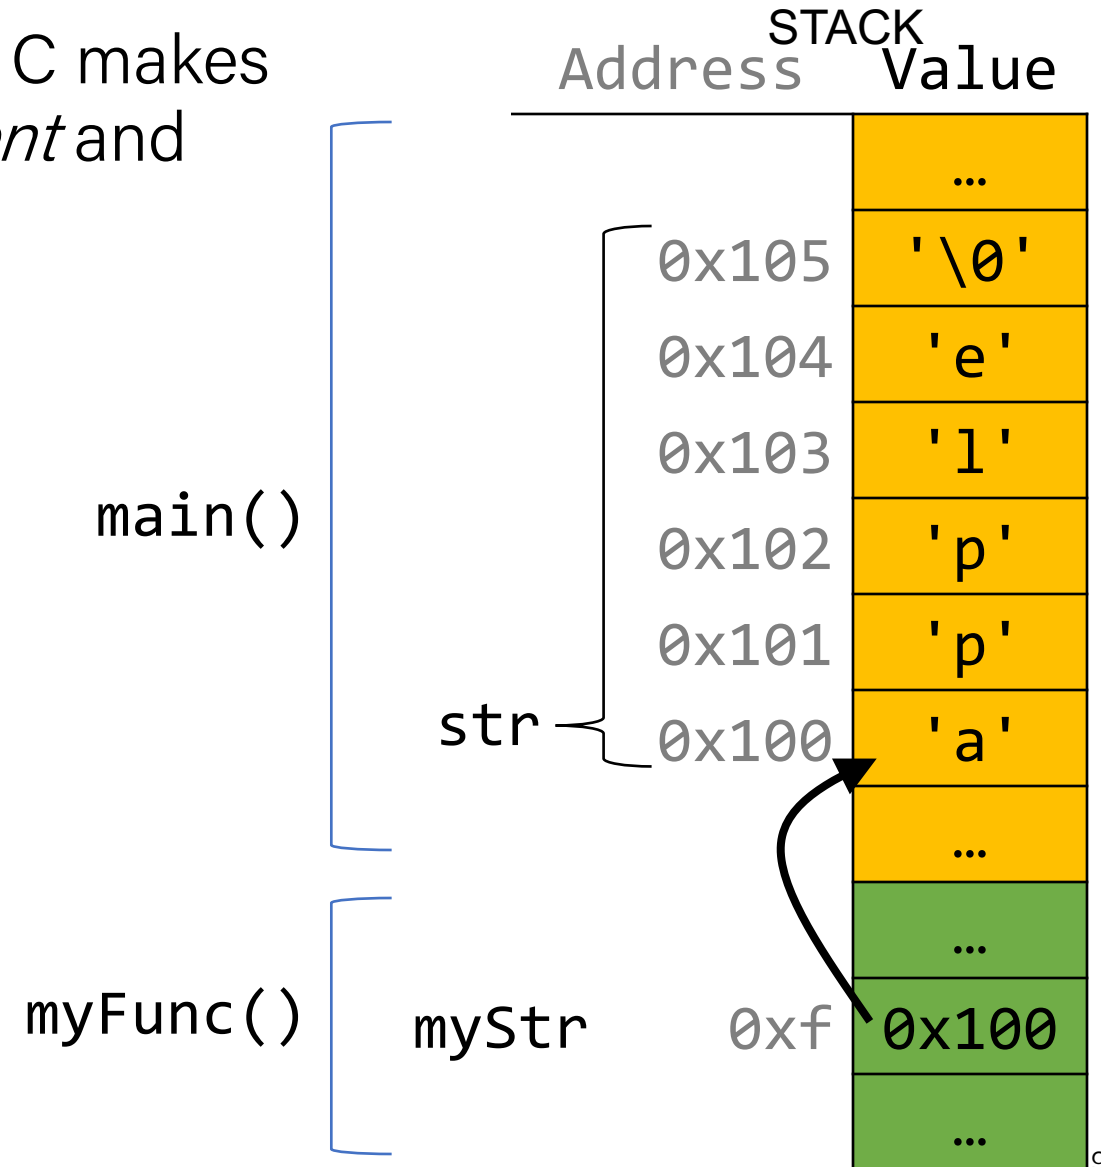 C makes
nt and
STACK
Address Value
…
0x105 '\0'
0x104 'e'
0x103 'l'
main()
0x102 'p'
0x101 'p'
str 0x100 'a'
…
…
myFunc() myStr 0xf 0x100
…